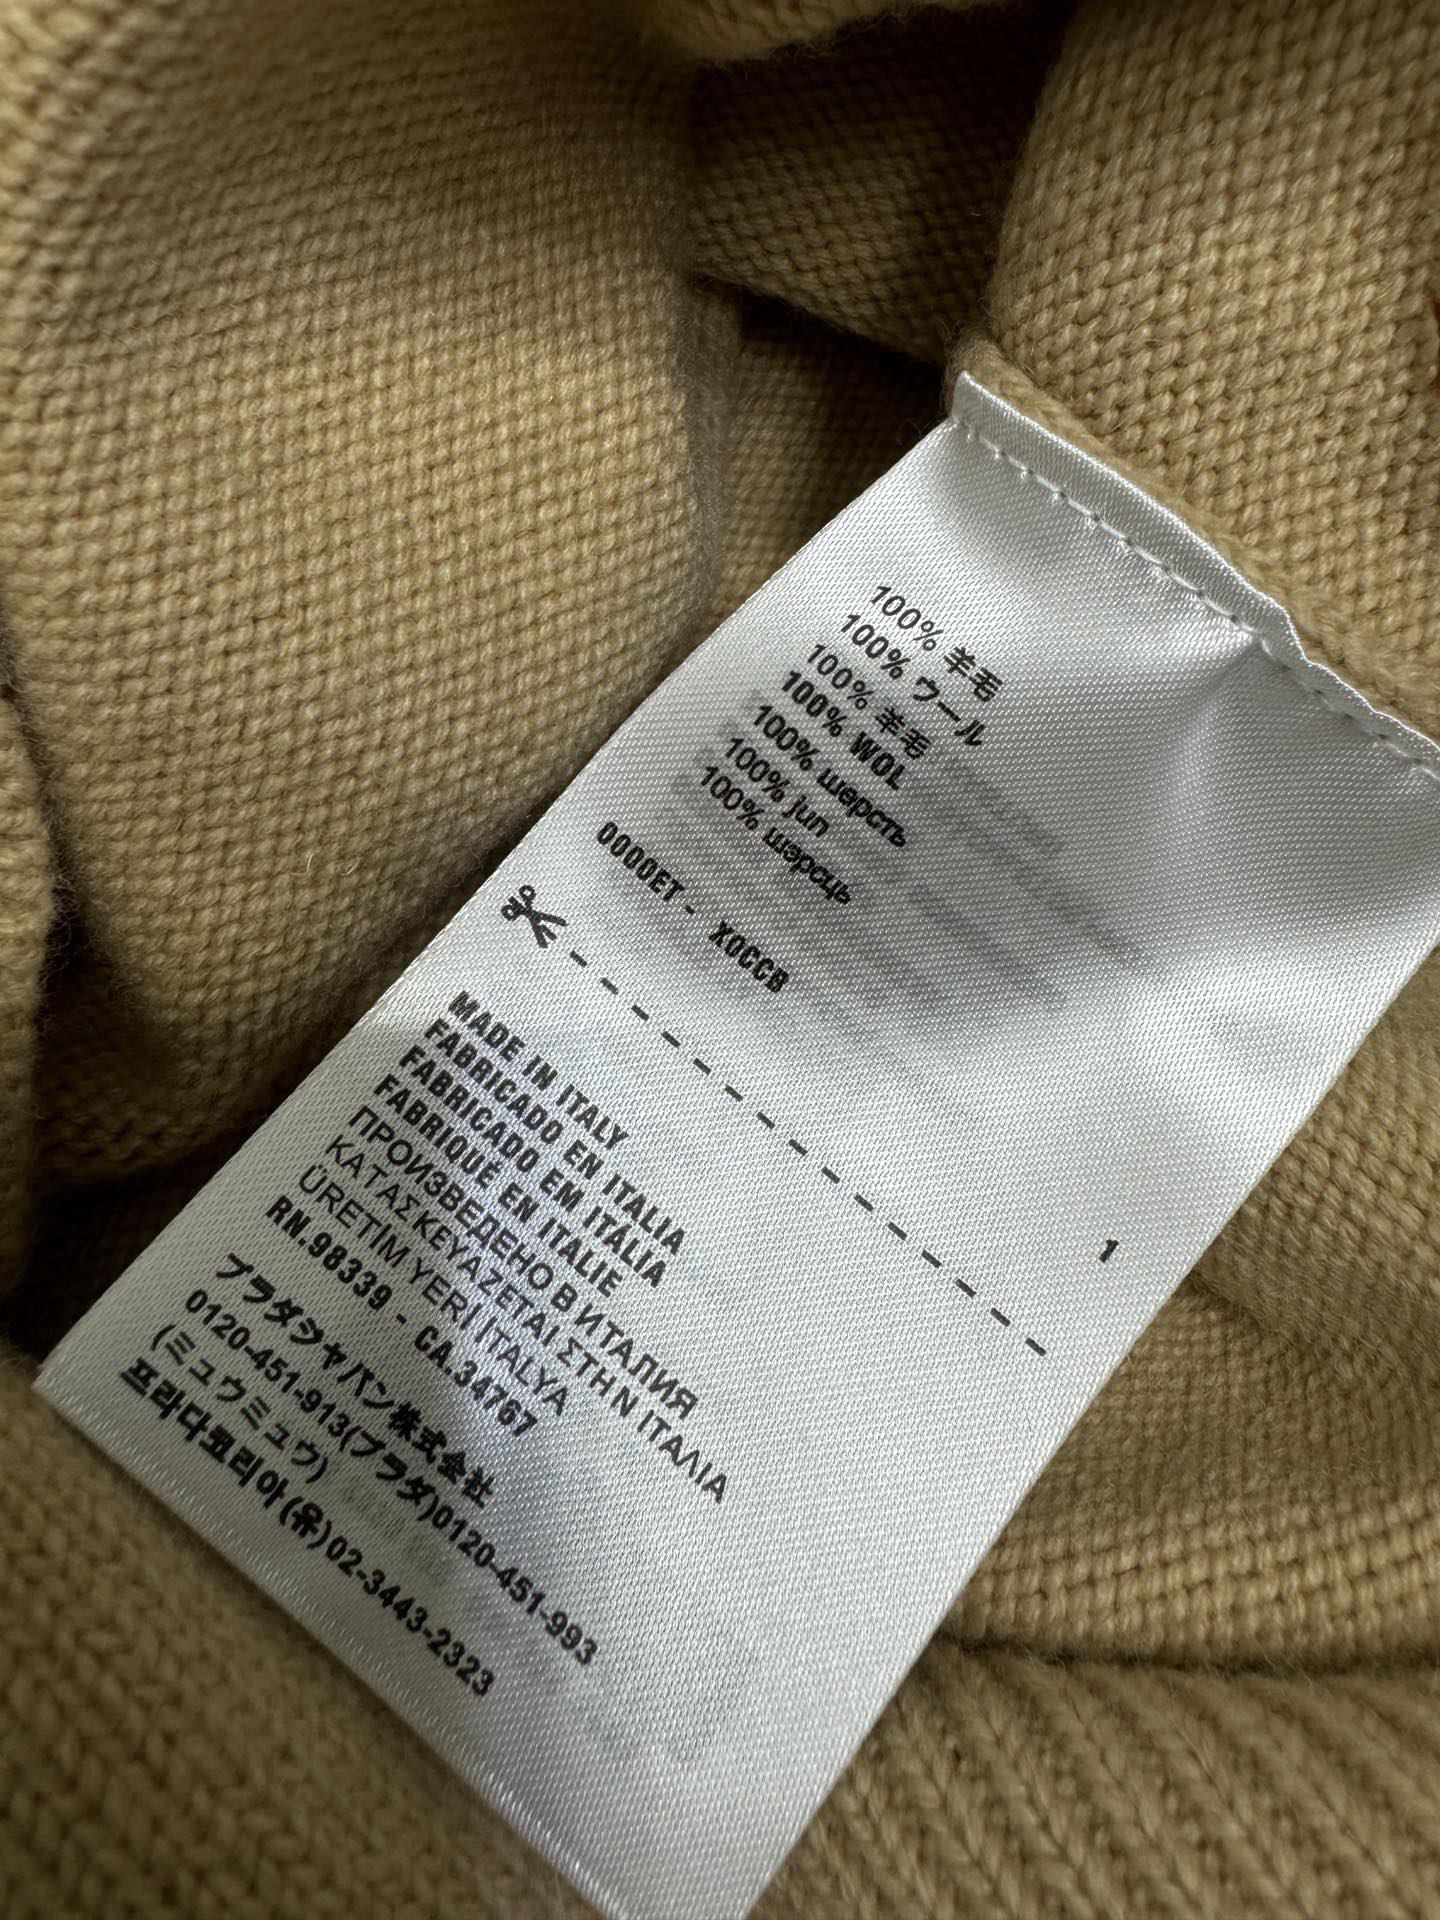 100% 羊毛
100% ウール
100% 羊毛
100% WOL
100% шерсть
100% jun
100% шэрсць
0000ET - X0CCB
1
MADE IN ITALY
FABRICADO EN ITALIA
FABRICADO EM ITÁLIA
FABRIQUÉ EN ITALIE
ПРОИЗВЕДЕНО В ИТАЛИЯ
ΚΑΤΑΣΚΕΥΑΖΕΤΑΙ ΣΤΗΝ ΙΤΑΛΙΑ
ÜRETİM YERİ İTALYA
RN.98339 - CA.34767
プラダジャパン株式会社
0120-451-913(プラダ)0120-451-993
(ミュウミュウ)
프라다코리아(유)02-3443-2323